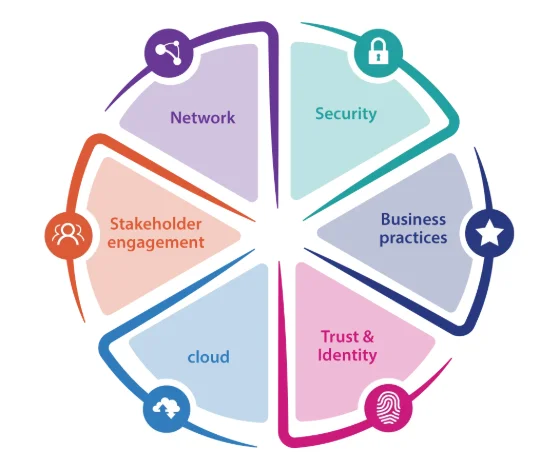 Network
Security
Stakeholder
engagement
Business
practices
cloud
Trust &
Identity